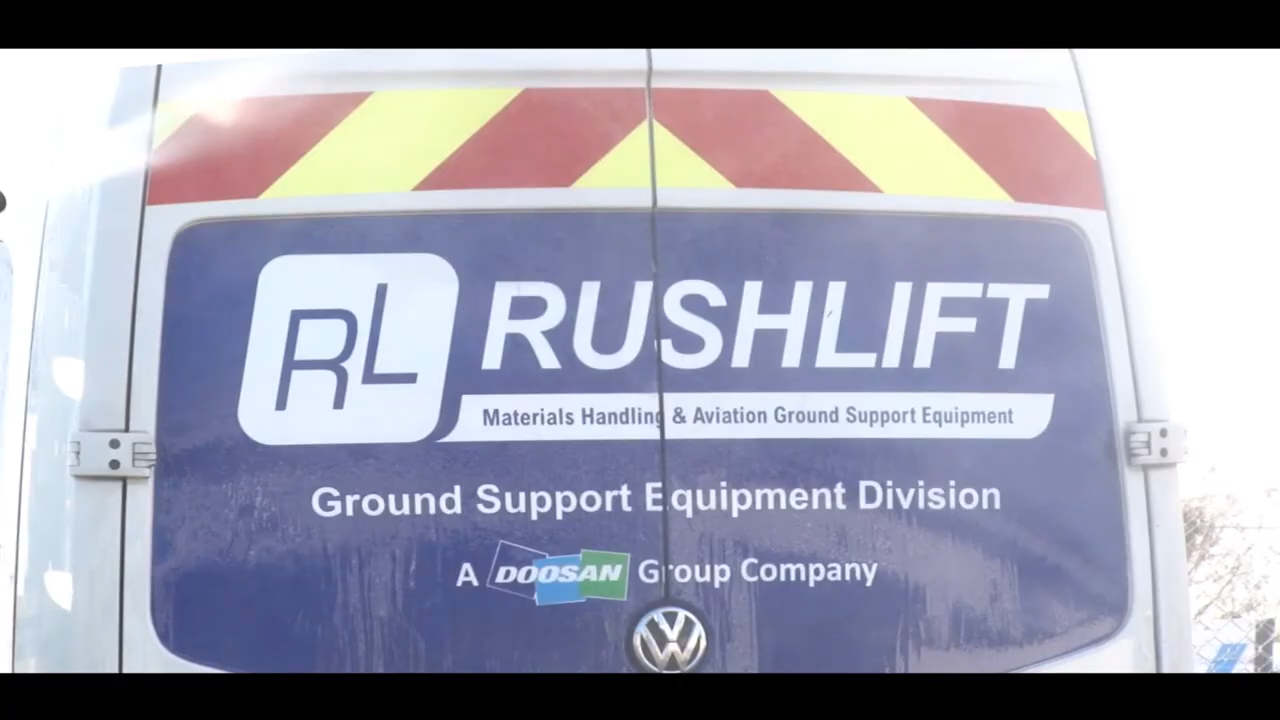 RL RUSHLIFT
Materials Handling & Aviation Ground Support Equipment
Ground Support Equipment Division
A DOOSAN Group Company